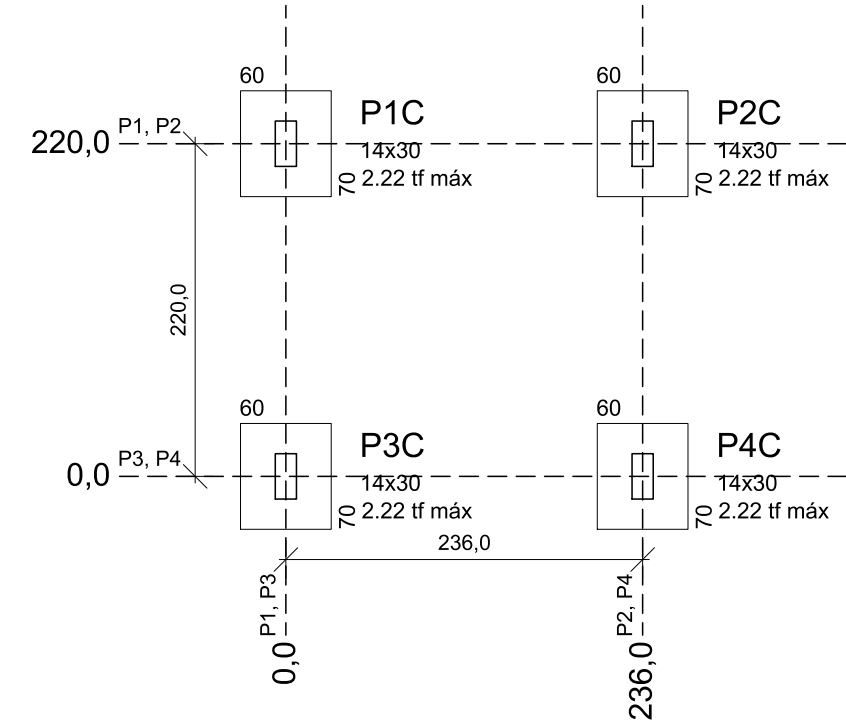 60
60
P1C
P2C
220,0
P1, P2
14x30
14x30
70
2.22 tf máx
70
2.22 tf máx
220,0
60
60
P3C
P4C
0,0
P3, P4
14x30
14x30
70
2.22 tf máx
70
2.22 tf máx
236,0
P1, P3
P2, P4
0,0
236,0